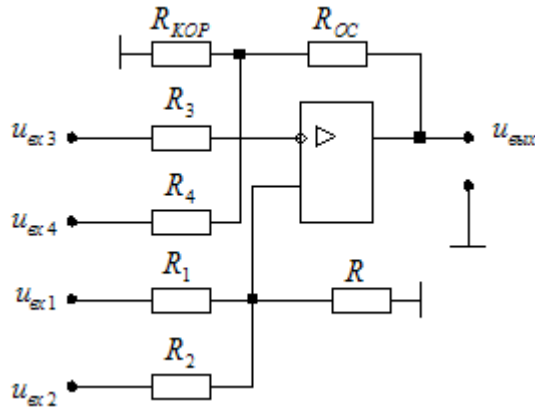 R_КОР R_ОС
R_3
u_вх3
u_вых
R_4
u_вх4
R_1 R
u_вх1
R_2
u_вх2